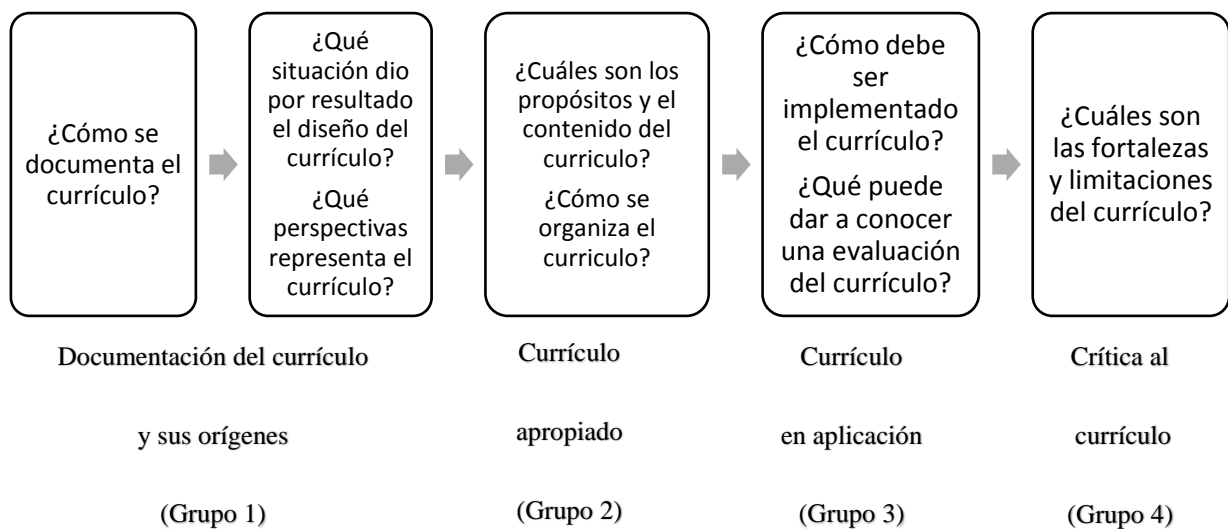 ¿Cómo se
documenta el
currículo?
¿Qué
situación dio
por resultado
el diseño del
currículo?
¿Qué
perspectivas
representa el
currículo?
¿Cuáles son los
propósitos y el
contenido del
curriculo?
¿Cómo se
organiza el
curriculo?
¿Cómo debe
ser
implementado
el currículo?
¿Qué puede
dar a conocer
una evaluación
del currículo?
¿Cuáles son
las fortalezas
y limitaciones
del currículo?
Documentación del currículo
y sus orígenes
(Grupo 1)
Currículo
apropiado
(Grupo 2)
Currículo
en aplicación
(Grupo 3)
Crítica al
currículo
(Grupo 4)